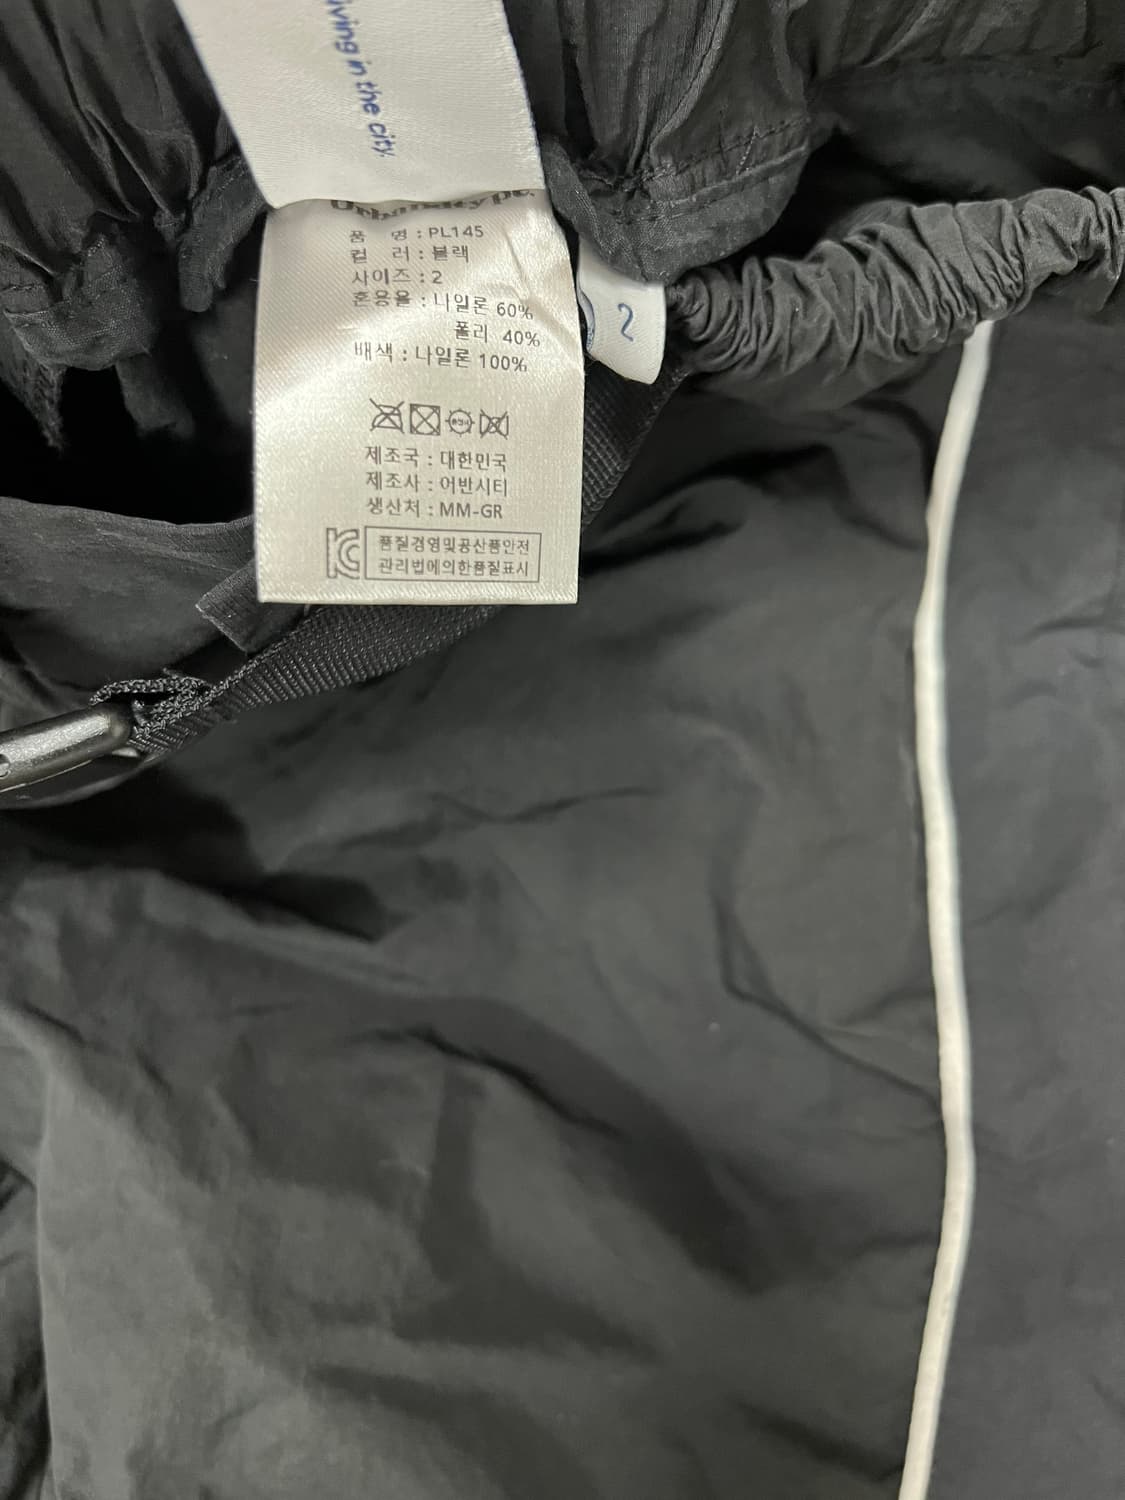 living in the city.
품 명 : PL145
컬 러 : 블랙
사이즈 : 2
혼용율 : 나일론 60%
폴리 40%
배색 : 나일론 100%
2
제조국 : 대한민국
제조사 : 어반시티
생산처 : MM-GR
품질경영및공산품안전
관리법에의한품질표시